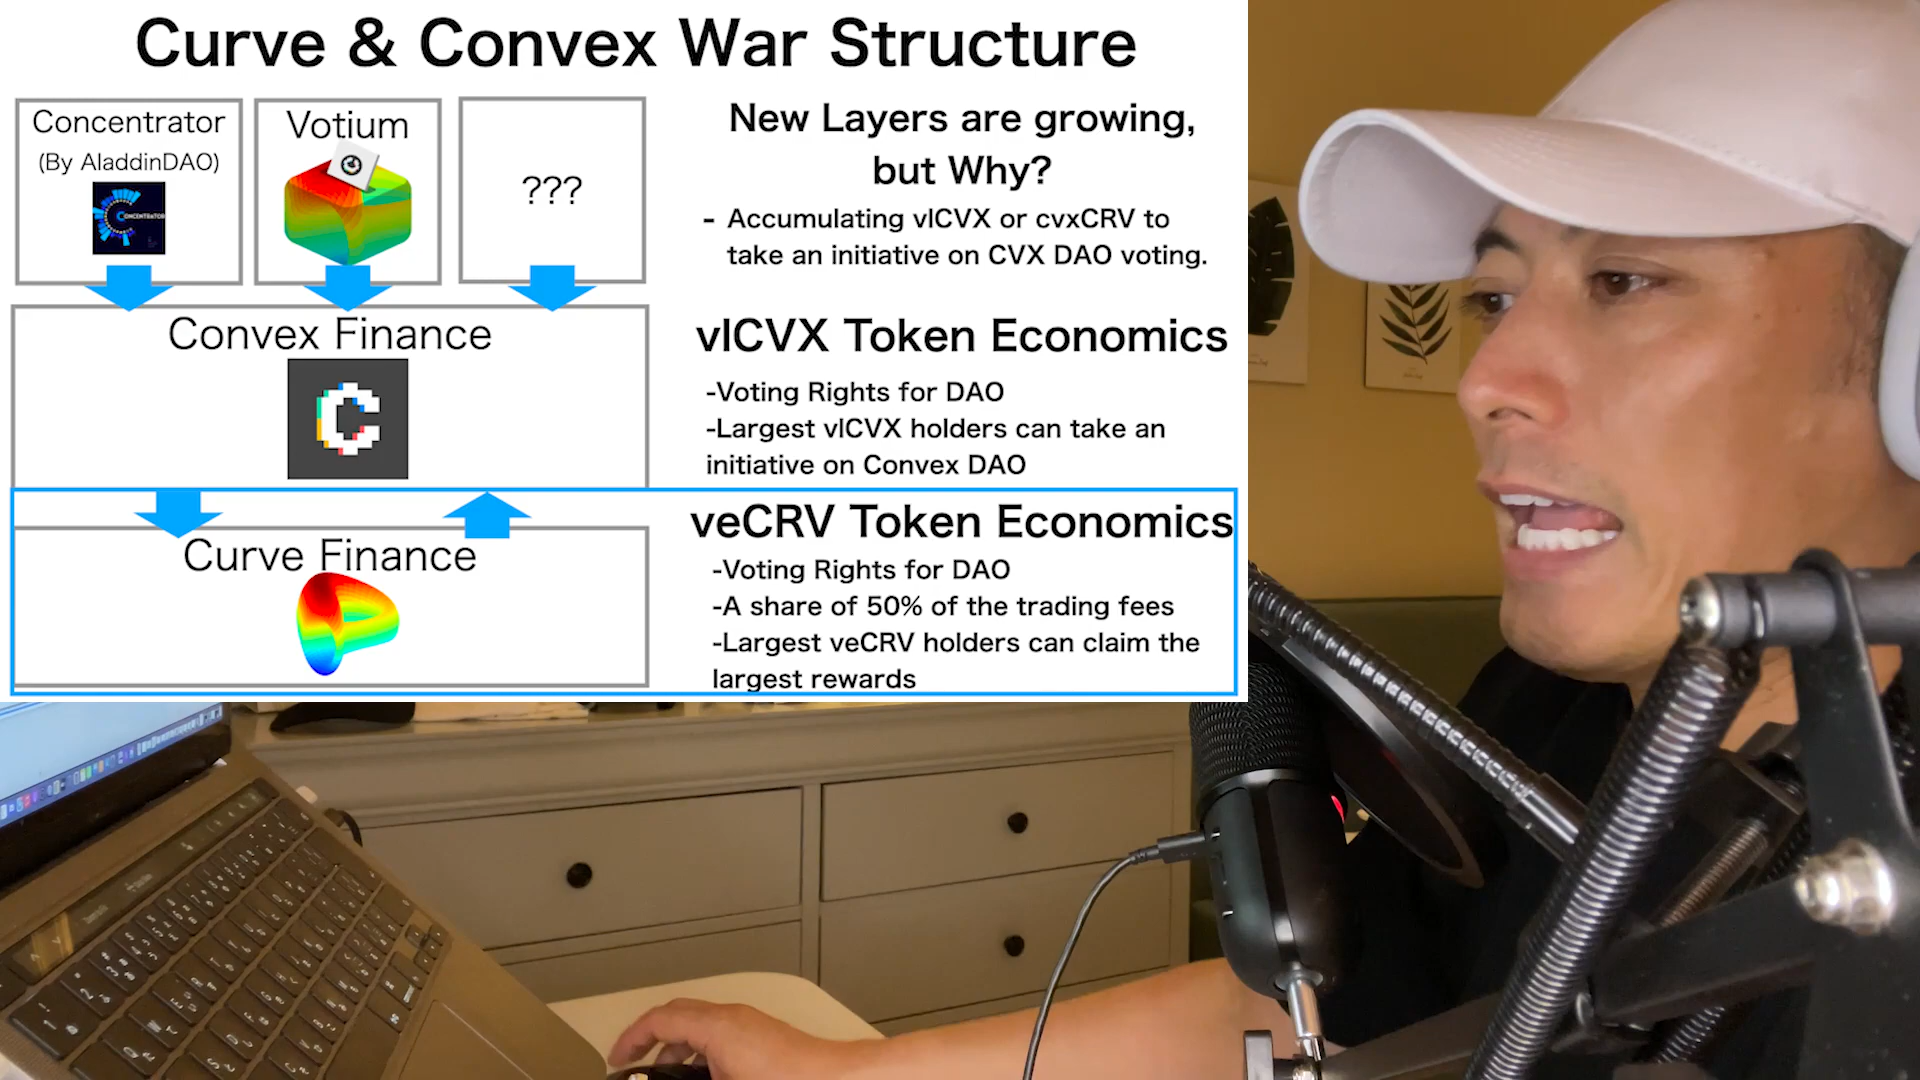 Curve & Convex War Structure
Concentrator
(By AladdinDAO)
CONCENTRATOR
Votium
???
New Layers are growing,
but Why?
- Accumulating vlCVX or cvxCRV to
take an initiative on CVX DAO voting.
Convex Finance
vlCVX Token Economics
-Voting Rights for DAO
-Largest vlCVX holders can take an
initiative on Convex DAO
Curve Finance
veCRV Token Economics
-Voting Rights for DAO
-A share of 50% of the trading fees
-Largest veCRV holders can claim the
largest rewards